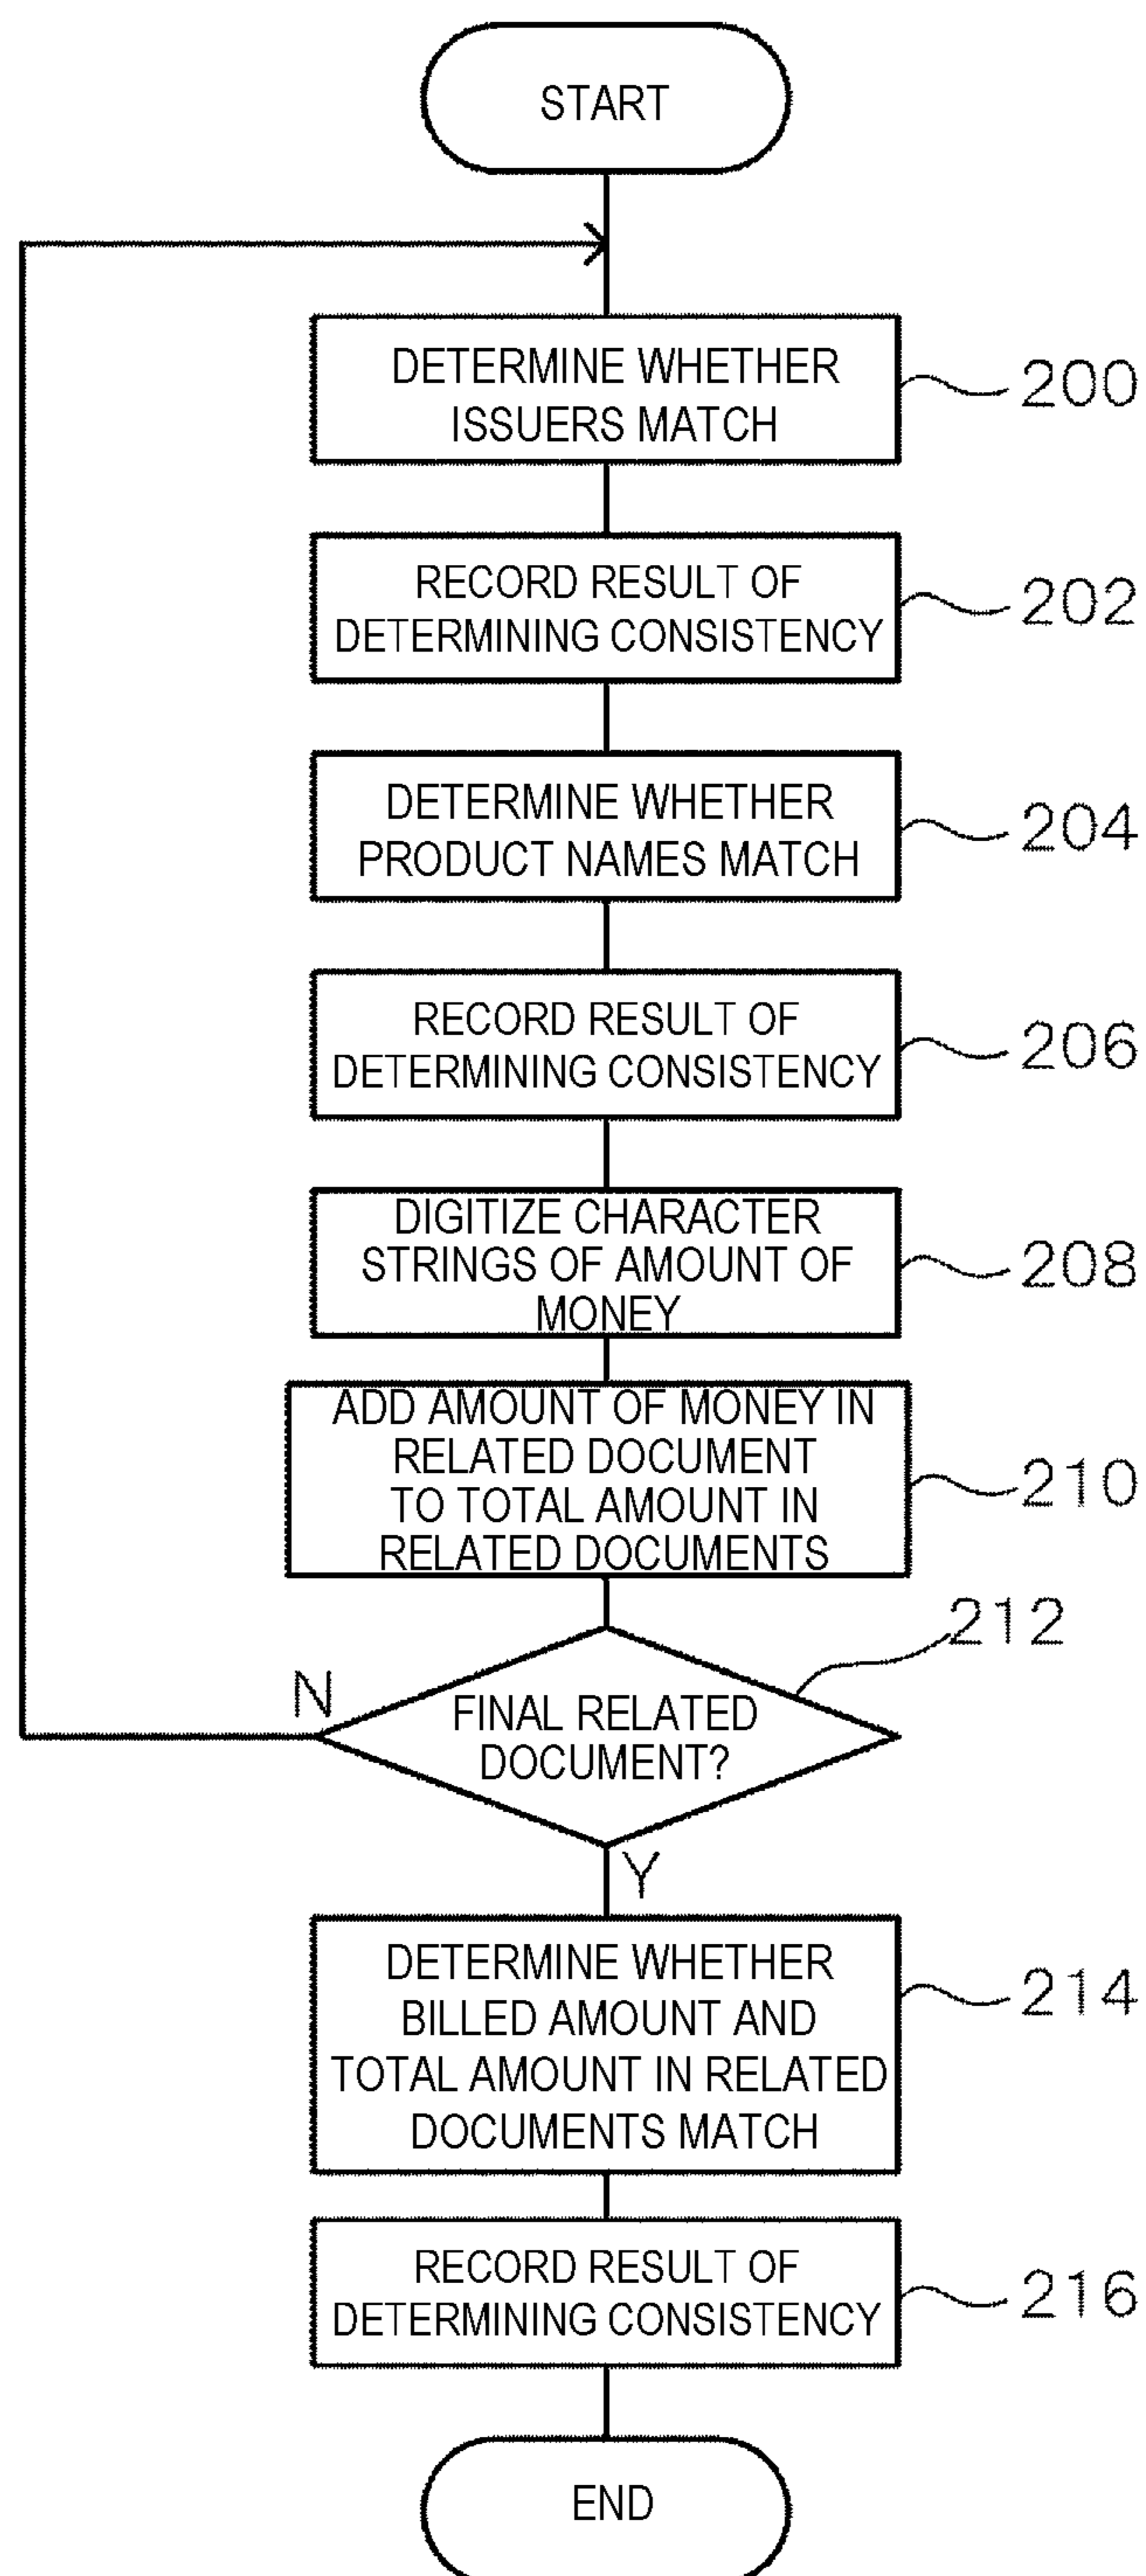 START
DETERMINE WHETHER
ISSUERS MATCH
200
RECORD RESULT OF
DETERMINING CONSISTENCY
202
DETERMINE WHETHER
PRODUCT NAMES MATCH
204
RECORD RESULT OF
DETERMINING CONSISTENCY
206
DIGITIZE CHARACTER
STRINGS OF AMOUNT OF
MONEY
208
ADD AMOUNT OF MONEY IN
RELATED DOCUMENT
TO TOTAL AMOUNT IN
RELATED DOCUMENTS
210
212
N
FINAL RELATED
DOCUMENT?
Y
DETERMINE WHETHER
BILLED AMOUNT AND
TOTAL AMOUNT IN RELATED
DOCUMENTS MATCH
214
RECORD RESULT OF
DETERMINING CONSISTENCY
216
END